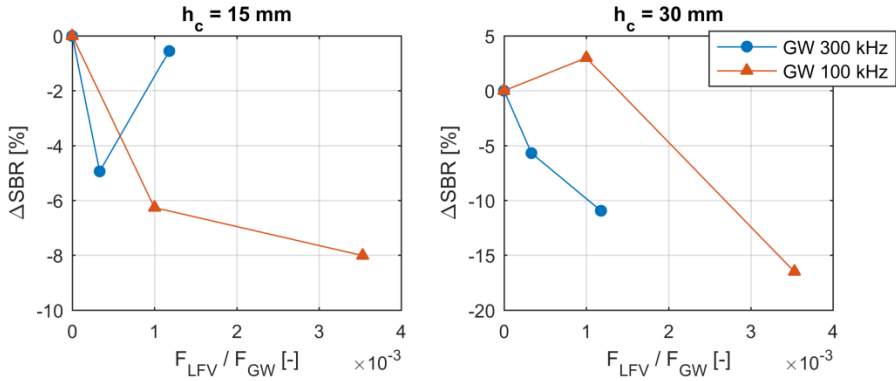 h_c = 15 mm
0
-2
-4
-6
-8
-10
ΔSBR [%]
0 1 2 3 4
F_LFV / F_GW [-] ×10^-3
h_c = 30 mm
GW 300 kHz
GW 100 kHz
5
0
-5
-10
-15
-20
ΔSBR [%]
0 1 2 3 4
F_LFV / F_GW [-] ×10^-3